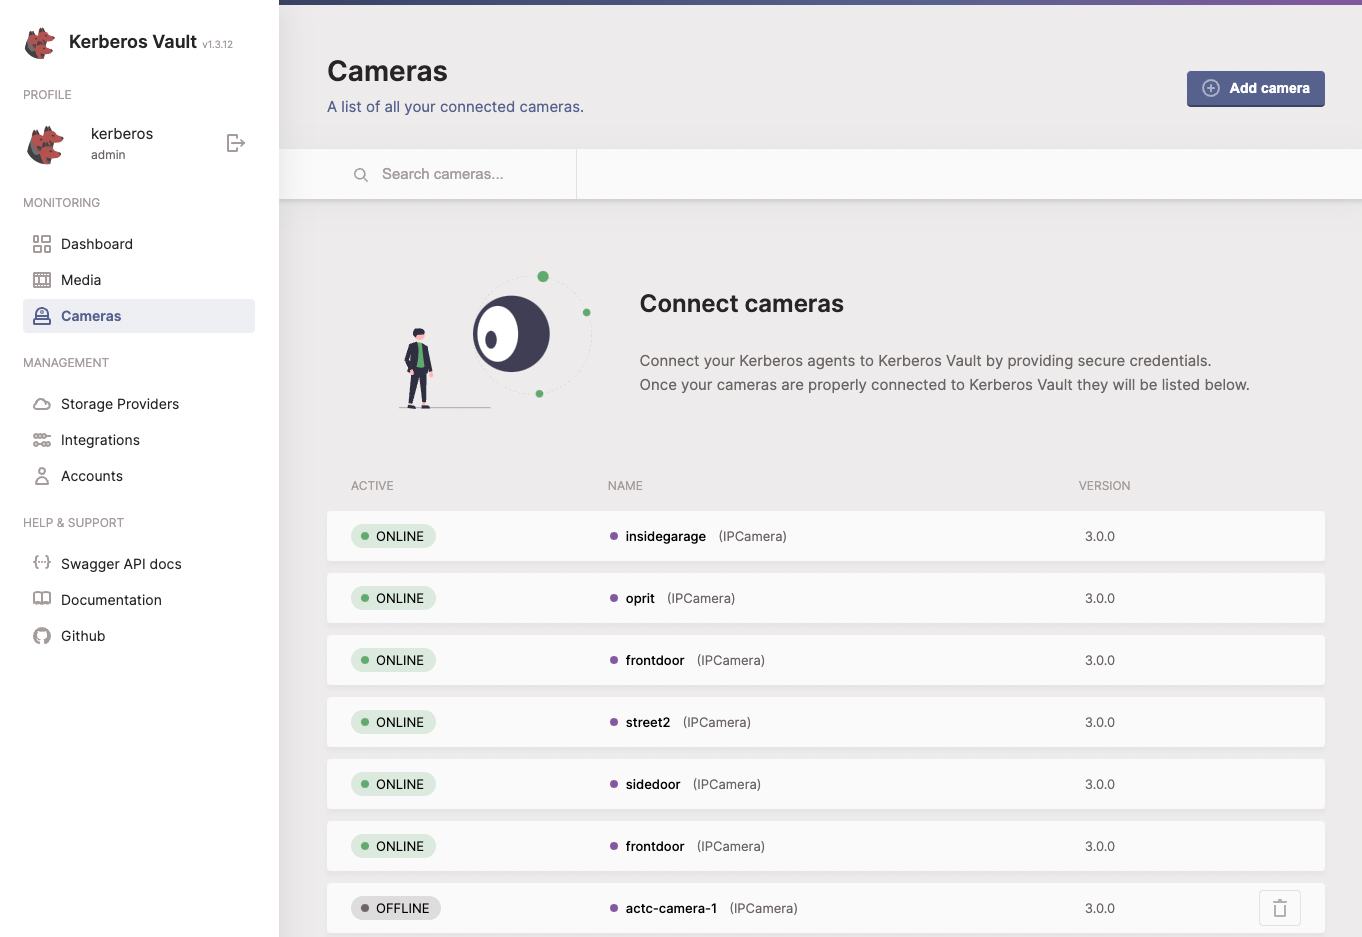 Kerberos Vault v1.3.12
PROFILE
kerberos
admin
MONITORING
Dashboard
Media
Cameras
MANAGEMENT
Storage Providers
Integrations
Accounts
HELP & SUPPORT
Swagger API docs
Documentation
Github
Cameras
A list of all your connected cameras.
Add camera
Search cameras...
Connect cameras
Connect your Kerberos agents to Kerberos Vault by providing secure credentials.
Once your cameras are properly connected to Kerberos Vault they will be listed below.
ACTIVE NAME VERSION
ONLINE insidegarage (IPCamera) 3.0.0
ONLINE oprit (IPCamera) 3.0.0
ONLINE frontdoor (IPCamera) 3.0.0
ONLINE street2 (IPCamera) 3.0.0
ONLINE sidedoor (IPCamera) 3.0.0
ONLINE frontdoor (IPCamera) 3.0.0
OFFLINE actc-camera-1 (IPCamera) 3.0.0